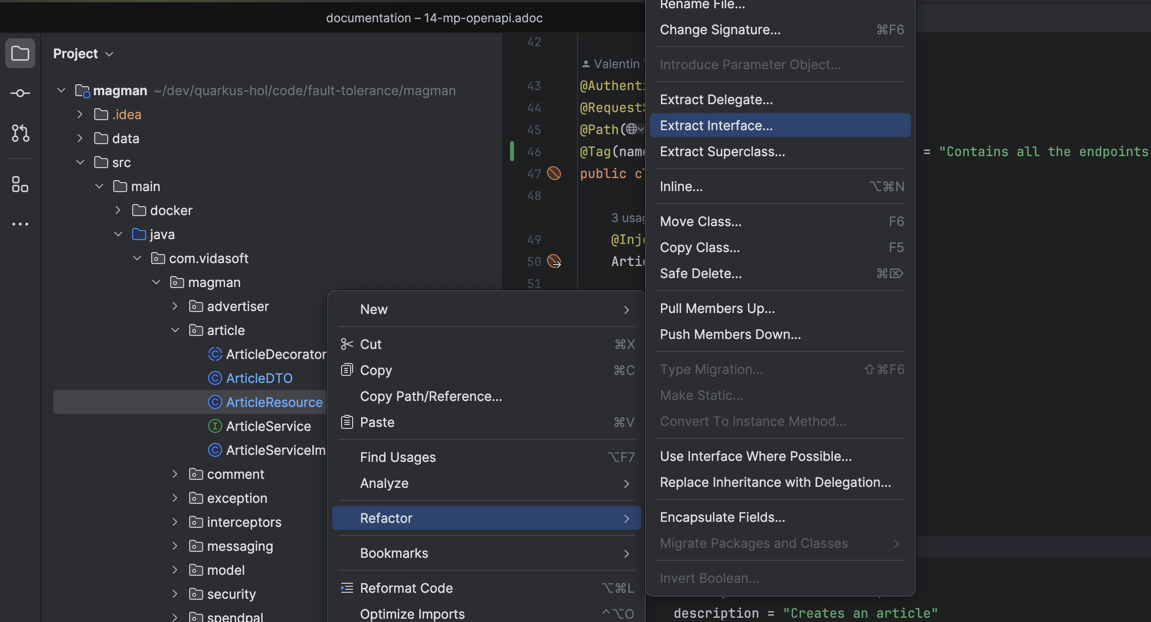 documentation – 14-mp-openapi.adoc
Project
magman ~/dev/quarkus-hol/code/fault-tolerance/magman
.idea
data
src
main
docker
java
com.vidasoft
magman
advertiser
article
ArticleDecorator
ArticleDTO
ArticleResource
ArticleService
ArticleServiceIm
comment
exception
interceptors
messaging
model
security
spendpal
42
Valentin
43 @Authenti
44 @RequestS
45 @Path(
46 @Tag(name = "Contains all the endpoints
47 public cl
48
3 usag
49 @Inje
50 Artic
51
description = "Creates an article"
New
Cut ⌘X
Copy ⌘C
Copy Path/Reference...
Paste ⌘V
Find Usages ⌥F7
Analyze
Refactor
Bookmarks
Reformat Code ⌥⌘L
Optimize Imports ^⌥O
Rename File...
Change Signature... ⌘F6
Introduce Parameter Object...
Extract Delegate...
Extract Interface...
Extract Superclass...
Inline... ⌥⌘N
Move Class... F6
Copy Class... F5
Safe Delete... ⌘⌦
Pull Members Up...
Push Members Down...
Type Migration... ⇧⌘F6
Make Static...
Convert To Instance Method...
Use Interface Where Possible...
Replace Inheritance with Delegation...
Encapsulate Fields...
Migrate Packages and Classes
Invert Boolean...